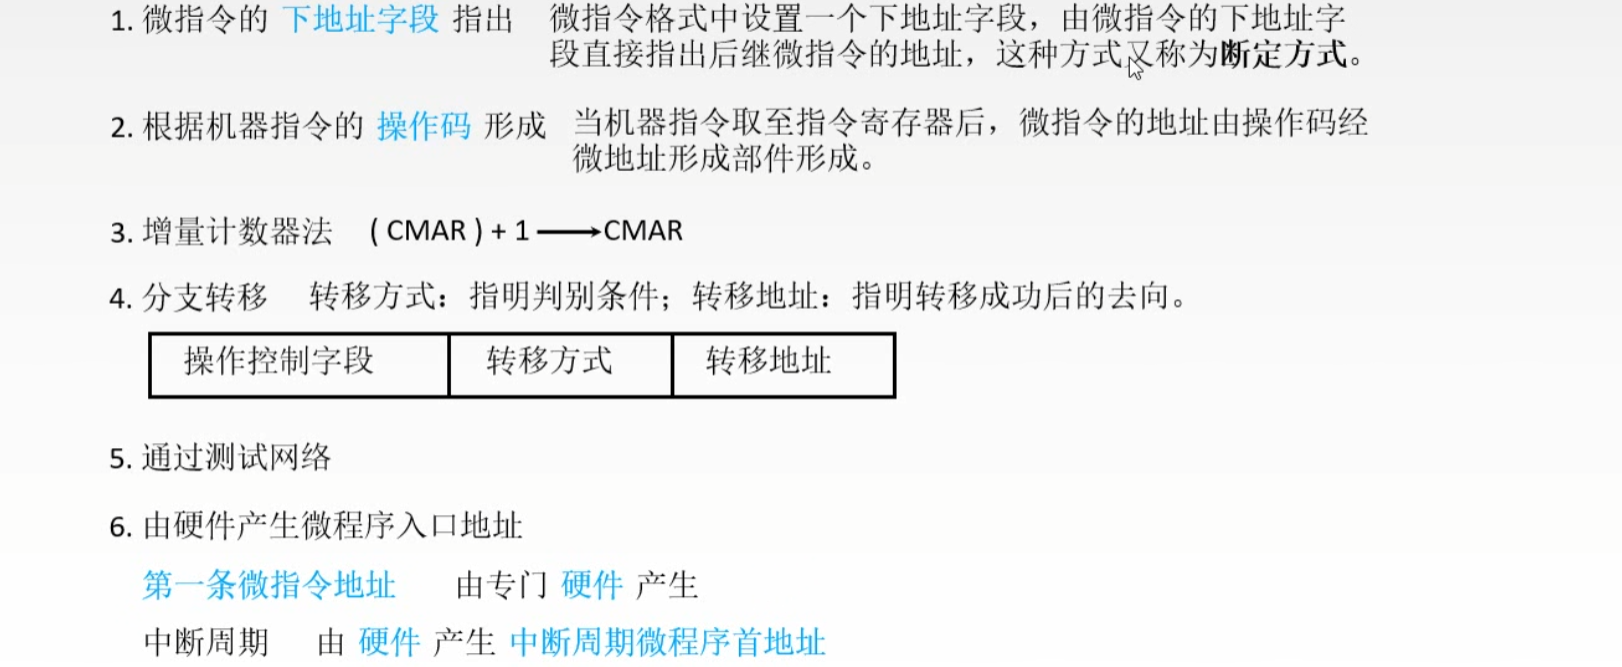 1. 微指令的 下地址字段 指出 微指令格式中设置一个下地址字段，由微指令的下地址字
段直接指出后继微指令的地址，这种方式又称为断定方式。
2. 根据机器指令的 操作码 形成 当机器指令取至指令寄存器后，微指令的地址由操作码经
微地址形成部件形成。
3. 增量计数器法 ( CMAR ) + 1 ⟶ CMAR
4. 分支转移 转移方式：指明判别条件；转移地址：指明转移成功后的去向。
操作控制字段 转移方式 转移地址
5. 通过测试网络
6. 由硬件产生微程序入口地址
第一条微指令地址 由专门 硬件 产生
中断周期 由 硬件 产生 中断周期微程序首地址